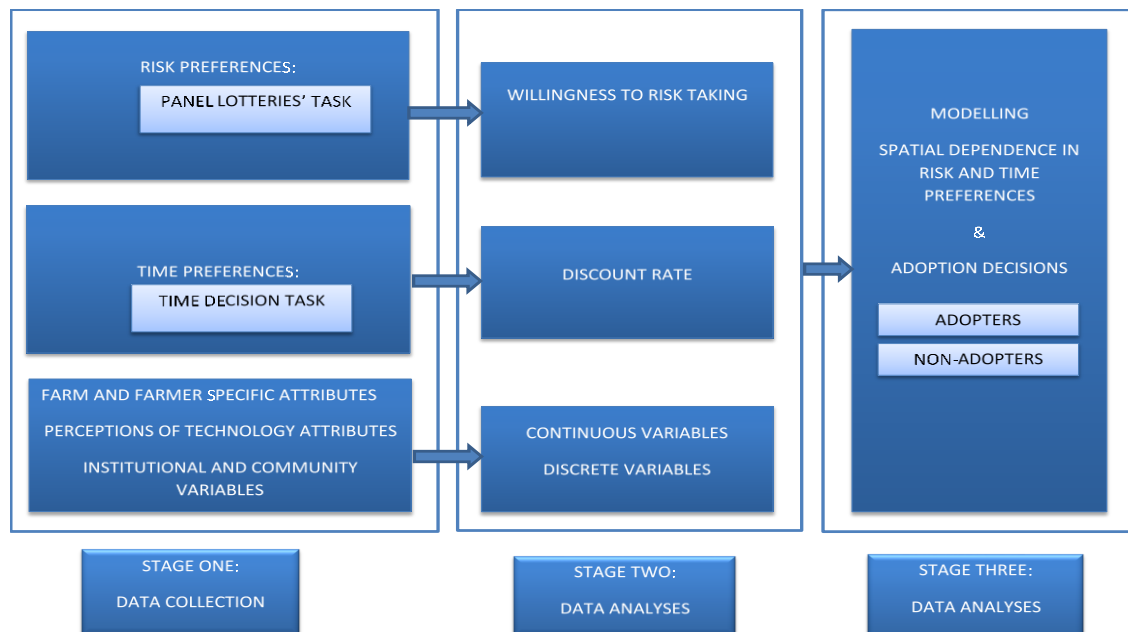 RISK PREFERENCES:
PANEL LOTTERIES' TASK
TIME PREFERENCES:
TIME DECISION TASK
FARM AND FARMER SPECIFIC ATTRIBUTES
PERCEPTIONS OF TECHNOLOGY ATTRIBUTES
INSTITUTIONAL AND COMMUNITY
VARIABLES
STAGE ONE:
DATA COLLECTION
WILLINGNESS TO RISK TAKING
DISCOUNT RATE
CONTINUOUS VARIABLES
DISCRETE VARIABLES
STAGE TWO:
DATA ANALYSES
MODELLING
SPATIAL DEPENDENCE IN
RISK AND TIME
PREFERENCES
&
ADOPTION DECISIONS
ADOPTERS
NON-ADOPTERS
STAGE THREE:
DATA ANALYSES